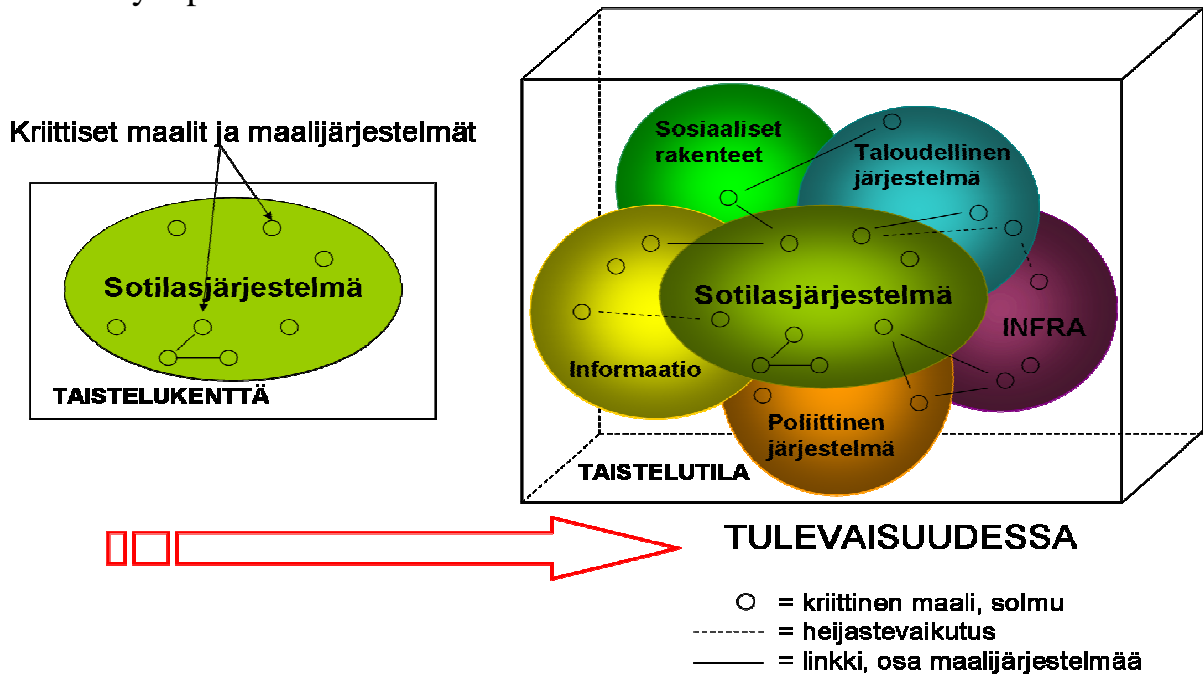 Kriittiset maalit ja maalijärjestelmät
Sotilasjärjestelmä
TAISTELUKENTTÄ
Sosiaaliset
rakenteet
Taloudellinen
järjestelmä
Sotilasjärjestelmä
INFRA
Informaatio
Poliittinen
järjestelmä
TAISTELUTILA
TULEVAISUUDESSA
= kriittinen maali, solmu
= heijastevaikutus
= linkki, osa maalijärjestelmää